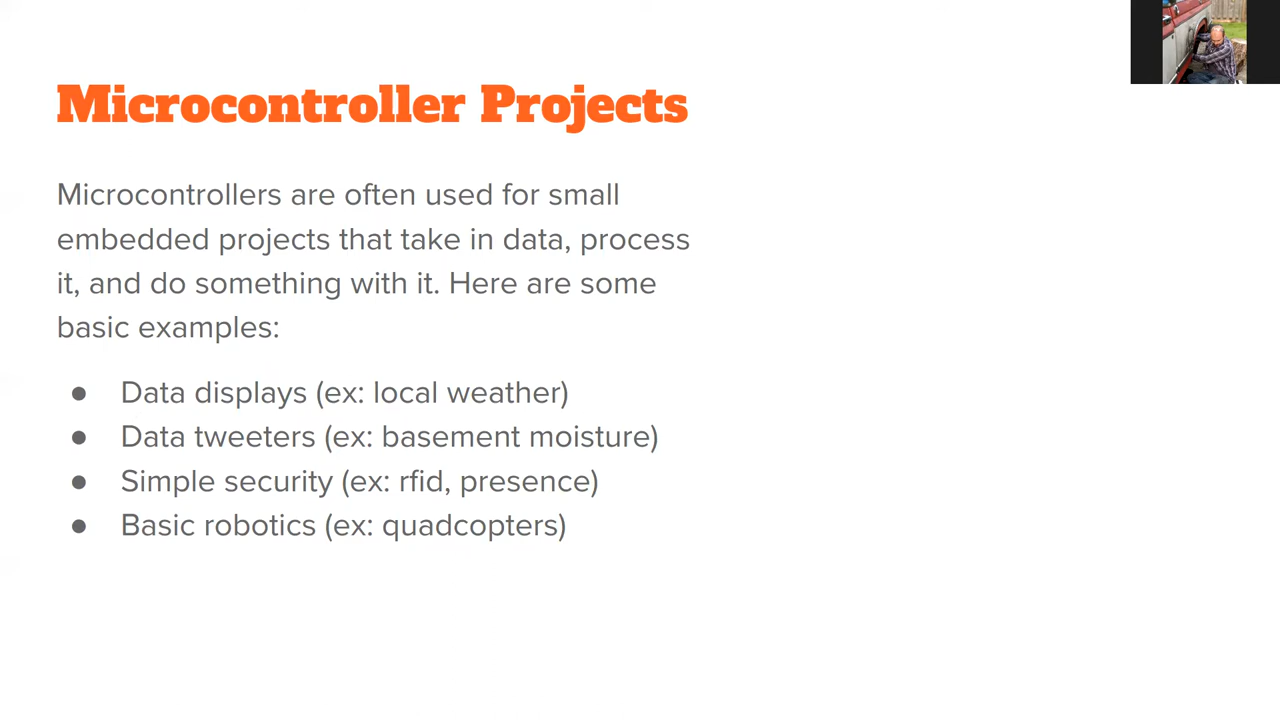 Microcontroller Projects
Microcontrollers are often used for small
embedded projects that take in data, process
it, and do something with it. Here are some
basic examples:
● Data displays (ex: local weather)
● Data tweeters (ex: basement moisture)
● Simple security (ex: rfid, presence)
● Basic robotics (ex: quadcopters)